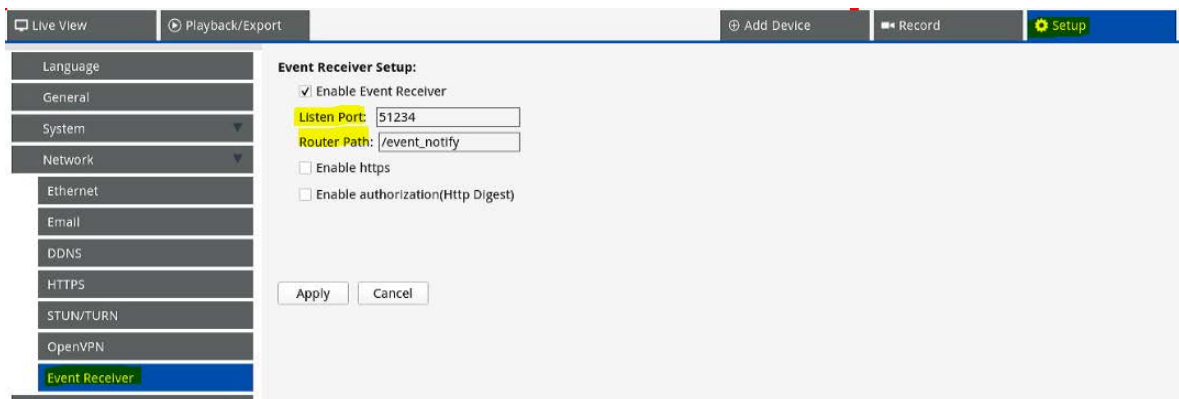 Live View Playback/Export Add Device Record Setup
Language
General
System
Network
Ethernet
Email
DDNS
HTTPS
STUN/TURN
OpenVPN
Event Receiver
Event Receiver Setup:
Enable Event Receiver
Listen Port: 51234
Router Path: /event_notify
Enable https
Enable authorization(Http Digest)
Apply Cancel